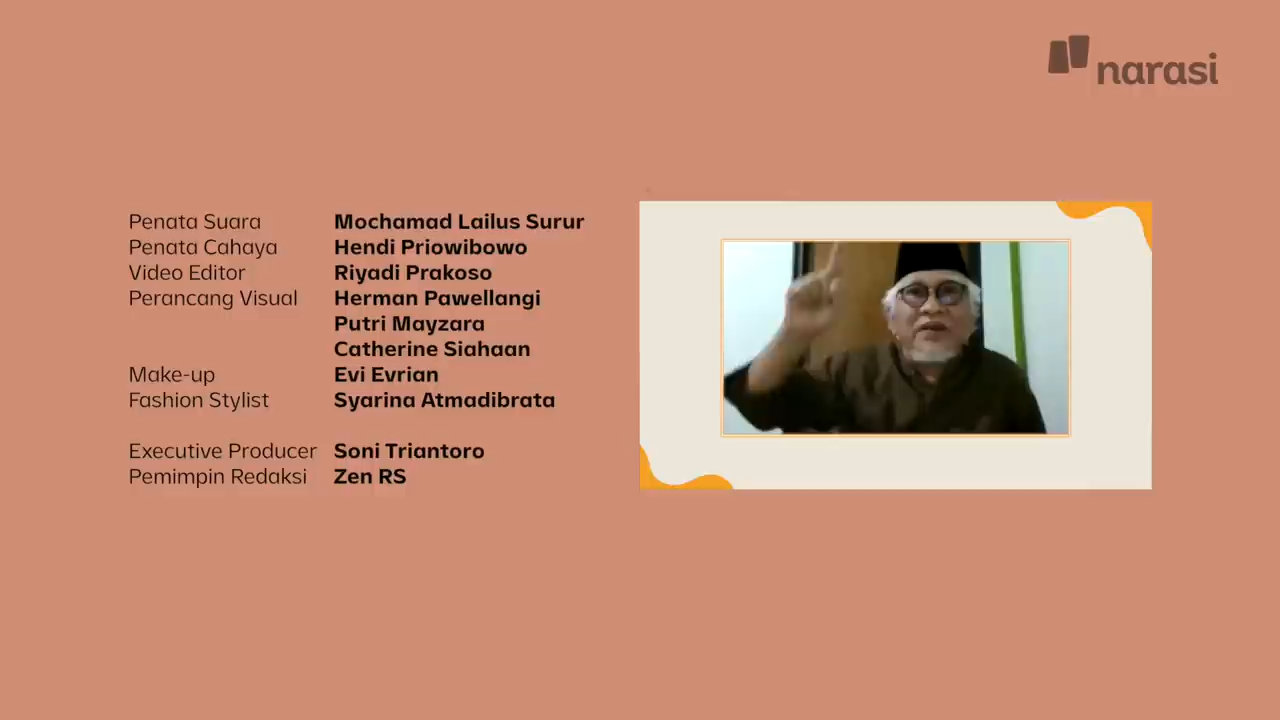 narasi
Penata Suara Mochamad Lailus Surur
Penata Cahaya Hendi Priowibowo
Video Editor Riyadi Prakoso
Perancang Visual Herman Pawellangi
Putri Mayzara
Catherine Siahaan
Make-up Evi Evrian
Fashion Stylist Syarina Atmadibrata
Executive Producer Soni Triantoro
Pemimpin Redaksi Zen RS